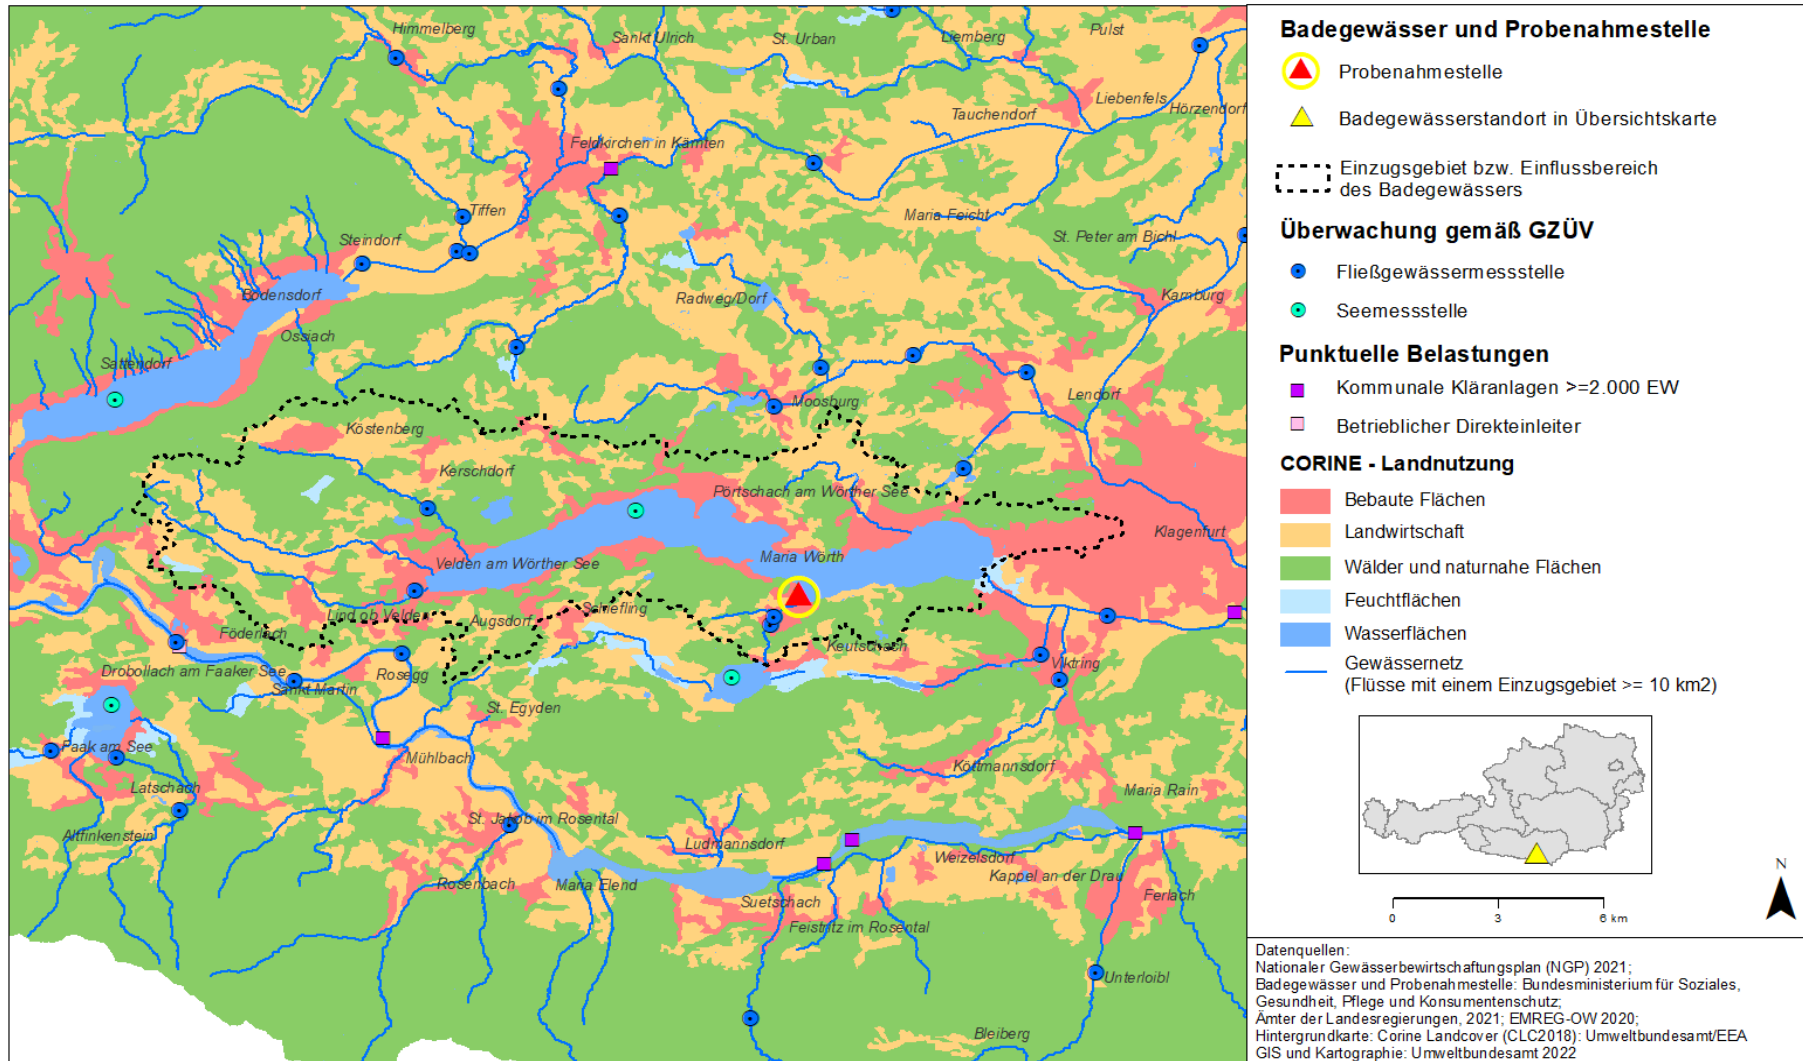 Himmelberg
Sankt Ulrich
St. Urban
Liemberg
Pulst
Liebenfels
Hörzendorf
Tauchendorf
Feldkirchen in Kärnten
Tiffen
Maria Feicht
Steindorf
St. Peter am Bichl
Bodensdorf
Radweg/Dorf
Karnburg
Ossiach
Sattendorf
Moosburg
Lendorf
Köstenberg
Kerschdorf
Pörtschach am Wörther See
Klagenfurt
Maria Wörth
Velden am Wörther See
Schiefling
Lind ob Velden
Augsdorf
Föderlach
Keutschach
Viktring
Drobollach am Faaker See
Rosegg
Sankt Martin
St. Egyden
Faak am See
Mühlbach
Köttmannsdorf
Latschach
Maria Rain
Altfinkenstein
St. Jakob im Rosental
Ludmannsdorf
Weizelsdorf
Kappel an der Drau
Rosenbach
Maria Elend
Ferlach
Suetschach
Feistritz im Rosental
Unterloibl
Bleiberg
Badegewässer und Probenahmestelle
Probenahmestelle
Badegewässerstandort in Übersichtskarte
Einzugsgebiet bzw. Einflussbereich
des Badegewässers
Überwachung gemäß GZÜV
Fließgewässermessstelle
Seemessstelle
Punktuelle Belastungen
Kommunale Kläranlagen >=2.000 EW
Betrieblicher Direkteinleiter
CORINE - Landnutzung
Bebaute Flächen
Landwirtschaft
Wälder und naturnahe Flächen
Feuchtflächen
Wasserflächen
Gewässernetz
(Flüsse mit einem Einzugsgebiet >= 10 km2)
N
0 3 6 km
Datenquellen:
Nationaler Gewässerbewirtschaftungsplan (NGP) 2021;
Badegewässer und Probenahmestelle: Bundesministerium für Soziales,
Gesundheit, Pflege und Konsumentenschutz;
Ämter der Landesregierungen, 2021; EMREG-OW 2020;
Hintergrundkarte: Corine Landcover (CLC2018): Umweltbundesamt/EEA
GIS und Kartographie: Umweltbundesamt 2022